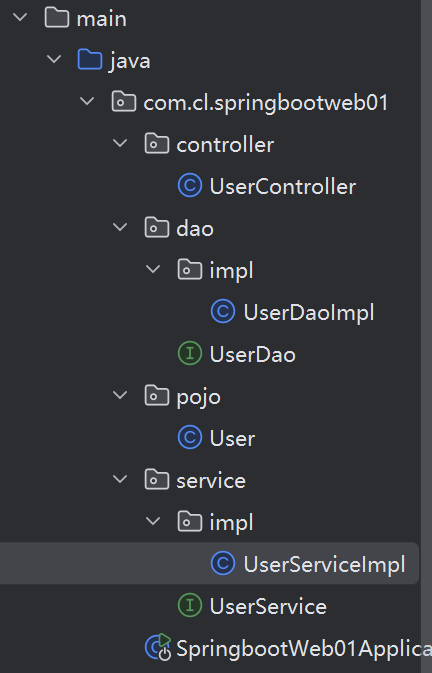 main
java
com.cl.springbootweb01
controller
UserController
dao
impl
UserDaoImpl
UserDao
pojo
User
service
impl
UserServiceImpl
UserService
SpringbootWeb01Applica